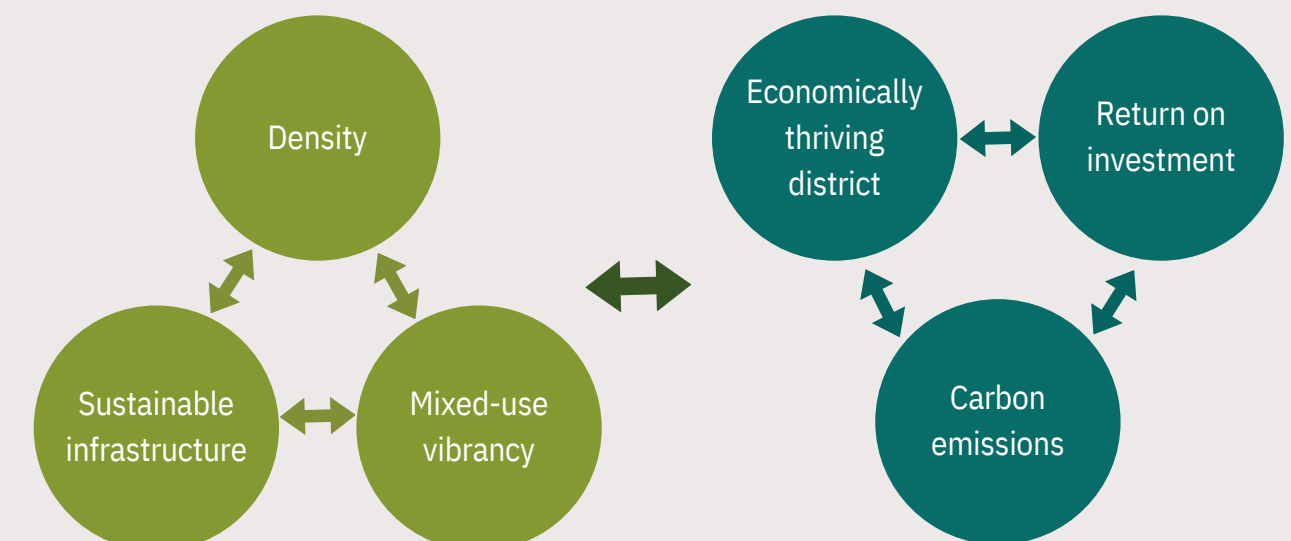 Density
Sustainable
infrastructure
Mixed-use
vibrancy
Economically
thriving
district
Return on
investment
Carbon
emissions